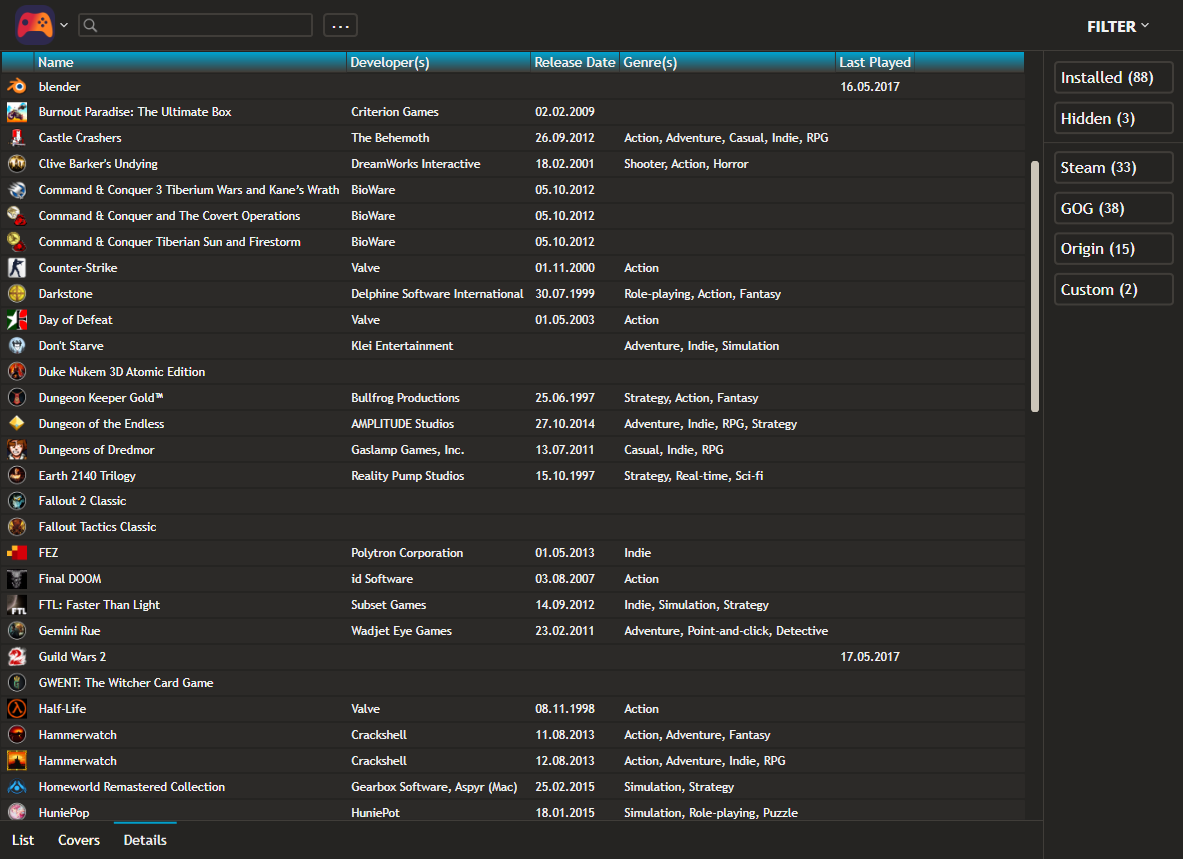 ...
FILTER
Name Developer(s) Release Date Genre(s) Last Played
blender 16.05.2017
Burnout Paradise: The Ultimate Box Criterion Games 02.02.2009
Castle Crashers The Behemoth 26.09.2012 Action, Adventure, Casual, Indie, RPG
Clive Barker's Undying DreamWorks Interactive 18.02.2001 Shooter, Action, Horror
Command & Conquer 3 Tiberium Wars and Kane’s Wrath BioWare 05.10.2012
Command & Conquer and The Covert Operations BioWare 05.10.2012
Command & Conquer Tiberian Sun and Firestorm BioWare 05.10.2012
Counter-Strike Valve 01.11.2000 Action
Darkstone Delphine Software International 30.07.1999 Role-playing, Action, Fantasy
Day of Defeat Valve 01.05.2003 Action
Don't Starve Klei Entertainment Adventure, Indie, Simulation
Duke Nukem 3D Atomic Edition
Dungeon Keeper Gold™ Bullfrog Productions 25.06.1997 Strategy, Action, Fantasy
Dungeon of the Endless AMPLITUDE Studios 27.10.2014 Adventure, Indie, RPG, Strategy
Dungeons of Dredmor Gaslamp Games, Inc. 13.07.2011 Casual, Indie, RPG
Earth 2140 Trilogy Reality Pump Studios 15.10.1997 Strategy, Real-time, Sci-fi
Fallout 2 Classic
Fallout Tactics Classic
FEZ Polytron Corporation 01.05.2013 Indie
Final DOOM id Software 03.08.2007 Action
FTL FTL: Faster Than Light Subset Games 14.09.2012 Indie, Simulation, Strategy
Gemini Rue Wadjet Eye Games 23.02.2011 Adventure, Point-and-click, Detective
Guild Wars 2 17.05.2017
GWENT: The Witcher Card Game
Half-Life Valve 08.11.1998 Action
Hammerwatch Crackshell 11.08.2013 Action, Adventure, Fantasy
Hammerwatch Crackshell 12.08.2013 Action, Adventure, Indie, RPG
Homeworld Remastered Collection Gearbox Software, Aspyr (Mac) 25.02.2015 Simulation, Strategy
HuniePop HuniePot 18.01.2015 Simulation, Role-playing, Puzzle
Installed (88)
Hidden (3)
Steam (33)
GOG (38)
Origin (15)
Custom (2)
List Covers Details